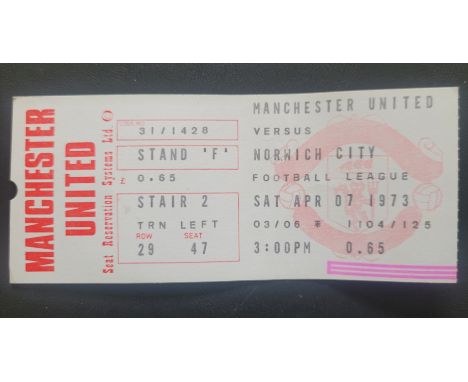 MANCHESTER
UNITED
Seat Reservation Systems Ltd.
31/1428
STAND 'F'
£ 0.65
STAIR 2
TRN LEFT
ROW SEAT
29 47
MANCHESTER UNITED
VERSUS
NORWICH CITY
FOOTBALL LEAGUE
SAT APR 07 1973
03/06 * 1104/125
3:00PM 0.65